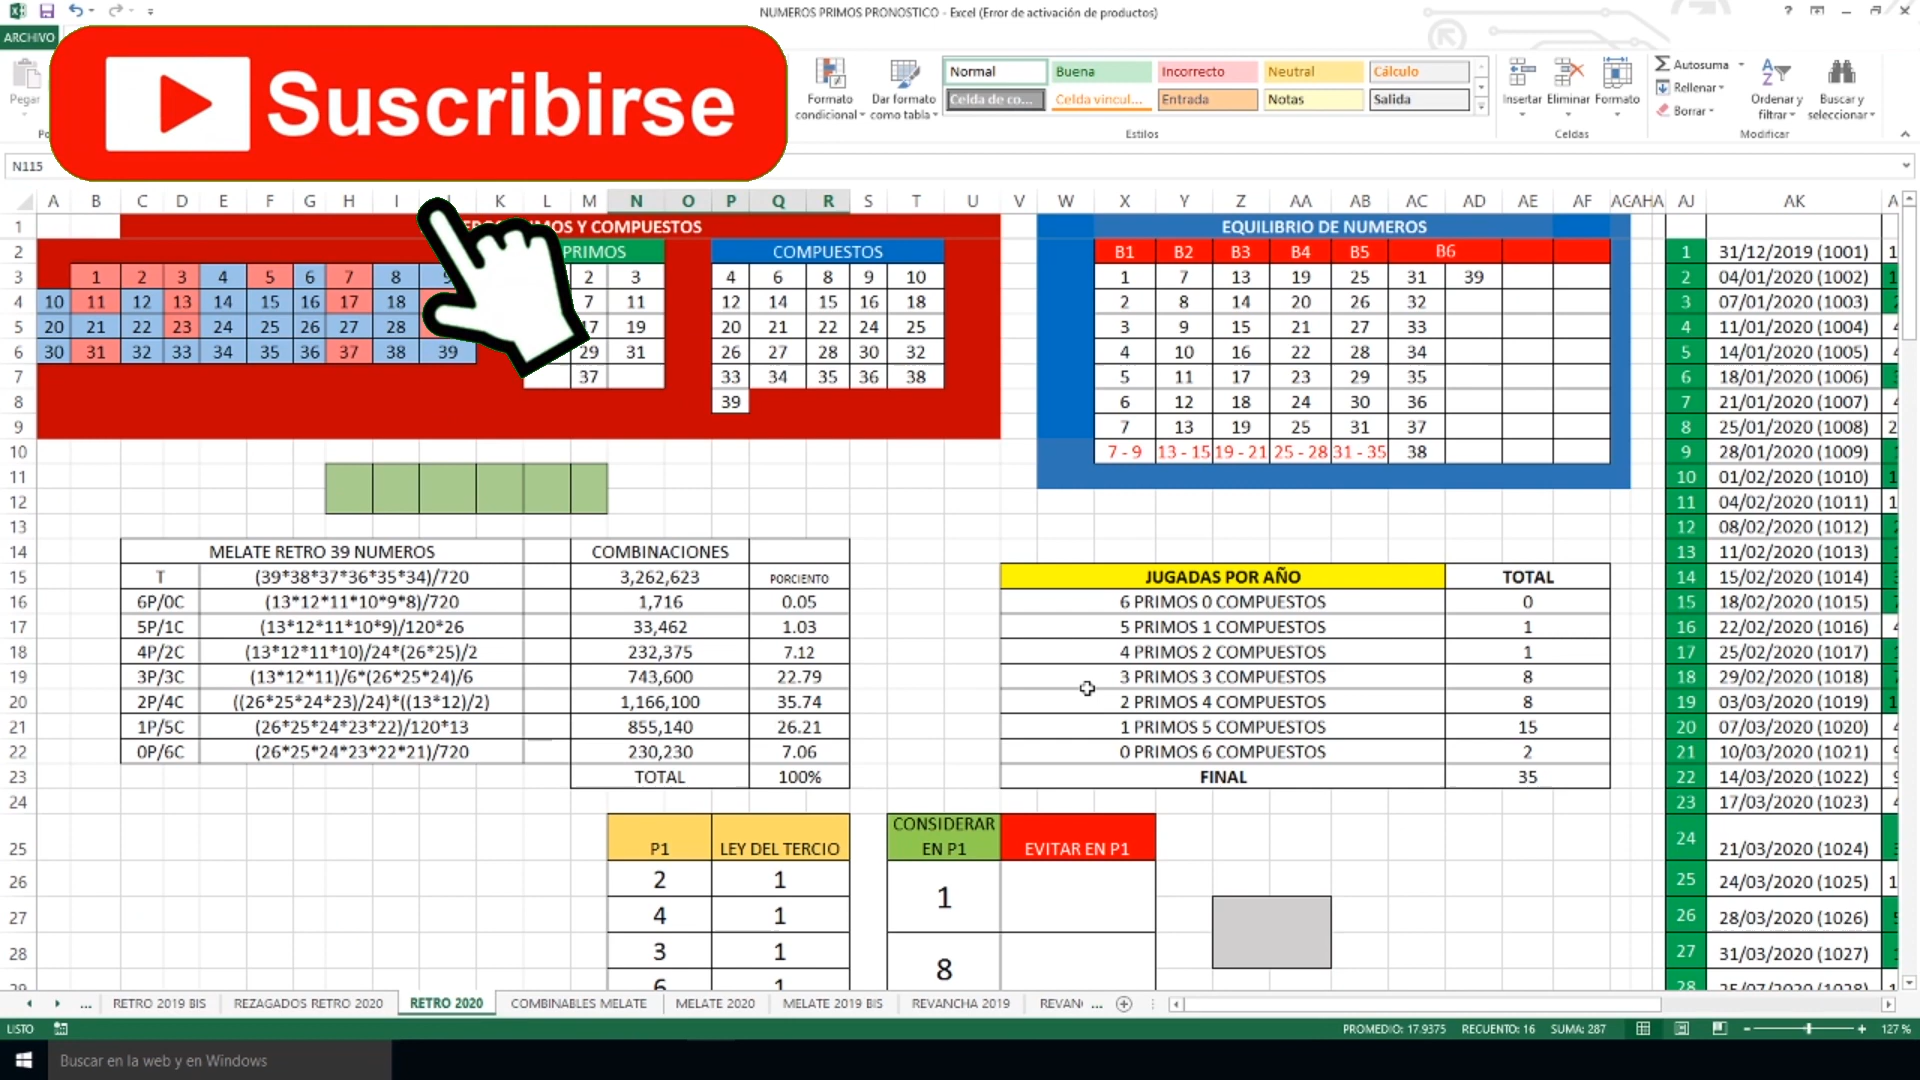 NUMEROS PRIMOS PRONOSTICO - Excel (Error de activación de productos)
ARCHIVO
Suscribirse
Pegar
Formato condicional
Dar formato como tabla
Normal Buena Incorrecto Neutral Cálculo
Celda de co... Celda vincul... Entrada Notas Salida
Estilos
Insertar Eliminar Formato
Celdas
Autosuma
Rellenar
Borrar
Ordenar y filtrar
Buscar y seleccionar
Modificar
N115
A B C D E F G H I K L M N O P Q R S T U V W X Y Z AA AB AC AD AE AF AG AH A AJ AK A
MOS Y COMPUESTOS
PRIMOS
COMPUESTOS
1 2 3 4 5 6 7 8 9
10 11 12 13 14 15 16 17 18
20 21 22 23 24 25 26 27 28
30 31 32 33 34 35 36 37 38 39
2 3
7 11
17 19
29 31
37
4 6 8 9 10
12 14 15 16 18
20 21 22 24 25
26 27 28 30 32
33 34 35 36 38
39
EQUILIBRIO DE NUMEROS
B1 B2 B3 B4 B5 B6
1 7 13 19 25 31 39
2 8 14 20 26 32
3 9 15 21 27 33
4 10 16 22 28 34
5 11 17 23 29 35
6 12 18 24 30 36
7 13 19 25 31 37
7 - 9 13 - 15 19 - 21 25 - 28 31 - 35 38
MELATE RETRO 39 NUMEROS COMBINACIONES
T (39*38*37*36*35*34)/720 3,262,623 PORCIENTO
6P/0C (13*12*11*10*9*8)/720 1,716 0.05
5P/1C (13*12*11*10*9)/120*26 33,462 1.03
4P/2C (13*12*11*10)/24*(26*25)/2 232,375 7.12
3P/3C (13*12*11)/6*(26*25*24)/6 743,600 22.79
2P/4C ((26*25*24*23)/24)*((13*12)/2) 1,166,100 35.74
1P/5C (26*25*24*23*22)/120*13 855,140 26.21
0P/6C (26*25*24*23*22*21)/720 230,230 7.06
TOTAL 100%
JUGADAS POR AÑO TOTAL
6 PRIMOS 0 COMPUESTOS 0
5 PRIMOS 1 COMPUESTOS 1
4 PRIMOS 2 COMPUESTOS 1
3 PRIMOS 3 COMPUESTOS 8
2 PRIMOS 4 COMPUESTOS 8
1 PRIMOS 5 COMPUESTOS 15
0 PRIMOS 6 COMPUESTOS 2
FINAL 35
P1 LEY DEL TERCIO
2 1
4 1
3 1
6 1
CONSIDERAR EN P1
EVITAR EN P1
1
8
1 31/12/2019 (1001)
2 04/01/2020 (1002)
3 07/01/2020 (1003)
4 11/01/2020 (1004)
5 14/01/2020 (1005)
6 18/01/2020 (1006)
7 21/01/2020 (1007)
8 25/01/2020 (1008)
9 28/01/2020 (1009)
10 01/02/2020 (1010)
11 04/02/2020 (1011)
12 08/02/2020 (1012)
13 11/02/2020 (1013)
14 15/02/2020 (1014)
15 18/02/2020 (1015)
16 22/02/2020 (1016)
17 25/02/2020 (1017)
18 29/02/2020 (1018)
19 03/03/2020 (1019)
20 07/03/2020 (1020)
21 10/03/2020 (1021)
22 14/03/2020 (1022)
23 17/03/2020 (1023)
24 21/03/2020 (1024)
25 24/03/2020 (1025)
26 28/03/2020 (1026)
27 31/03/2020 (1027)
28
1
2
3
4
5
6
7
8
9
10
11
12
13
14
15
16
17
18
19
20
21
22
23
24
25
26
27
28
29
... RETRO 2019 BIS REZAGADOS RETRO 2020 RETRO 2020 COMBINABLES MELATE MELATE 2020 MELATE 2019 BIS REVANCHA 2019 REVAN ...
LISTO PROMEDIO: 17.9375 RECUENTO: 16 SUMA: 287 127 %
Buscar en la web y en Windows